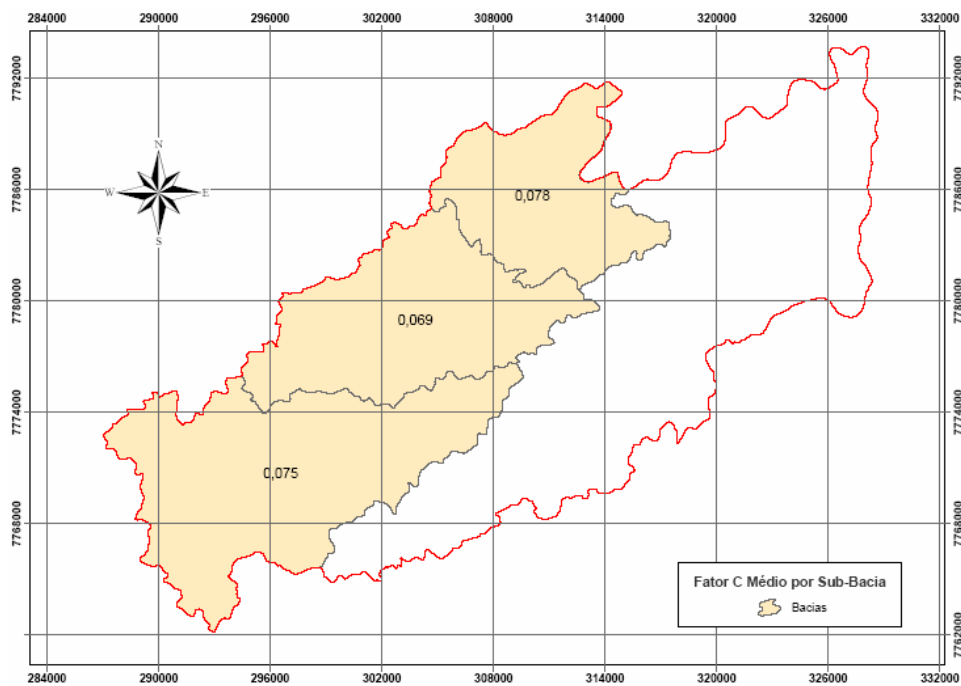 284000 290000 296000 302000 308000 314000 320000 326000 332000
7792000 7792000
N
W E
S
7786000 7786000
0,078
7780000 7780000
0,069
7774000 7774000
0,075
7768000 7768000
Fator C Médio por Sub-Bacia
Bacias
7762000 7762000
284000 290000 296000 302000 308000 314000 320000 326000 332000